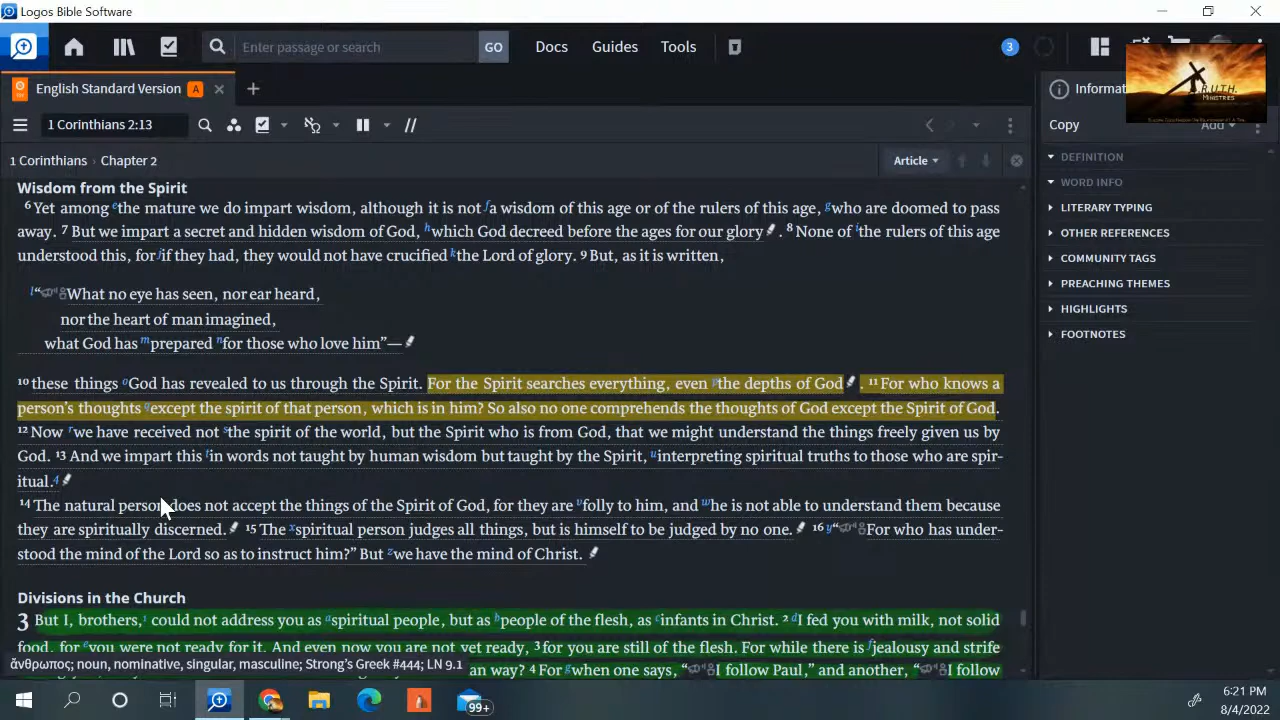 Logos Bible Software
Enter passage or search
GO
Docs
Guides
Tools
3
English Standard Version
A
Informat
T.R.U.T.H.
MINISTRIES
1 Corinthians 2:13
Copy
Add
1 Corinthians › Chapter 2
Article
DEFINITION
WORD INFO
LITERARY TYPING
OTHER REFERENCES
COMMUNITY TAGS
PREACHING THEMES
HIGHLIGHTS
FOOTNOTES
Wisdom from the Spirit
6 Yet among e the mature we do impart wisdom, although it is not f a wisdom of this age or of the rulers of this age, g who are doomed to pass
away. 7 But we impart a secret and hidden wisdom of God, h which God decreed before the ages for our glory. 8 None of i the rulers of this age
understood this, for j if they had, they would not have crucified k the Lord of glory. 9 But, as it is written,
l “What no eye has seen, nor ear heard,
nor the heart of man imagined,
what God has m prepared n for those who love him”—
10 these things o God has revealed to us through the Spirit. For the Spirit searches everything, even p the depths of God. 11 For who knows a
person’s thoughts q except the spirit of that person, which is in him? So also no one comprehends the thoughts of God except the Spirit of God.
12 Now r we have received not s the spirit of the world, but the Spirit who is from God, that we might understand the things freely given us by
God. 13 And we impart this t in words not taught by human wisdom but taught by the Spirit, u interpreting spiritual truths to those who are spir-
itual. 4
14 The natural person does not accept the things of the Spirit of God, for they are v folly to him, and w he is not able to understand them because
they are spiritually discerned. 15 The x spiritual person judges all things, but is himself to be judged by no one. 16 y “For who has under-
stood the mind of the Lord so as to instruct him?” But z we have the mind of Christ.
Divisions in the Church
3 But I, brothers, 1 could not address you as a spiritual people, but as b people of the flesh, as c infants in Christ. 2 d I fed you with milk, not solid
food, for e you were not ready for it. And even now you are not yet ready, 3 for you are still of the flesh. For while there is f jealousy and strife
an way? 4 For g when one says, “I follow Paul,” and another, “I follow
ἄνθρωπος; noun, nominative, singular, masculine; Strong’s Greek #444; LN 9.1
99+
6:21 PM
8/4/2022